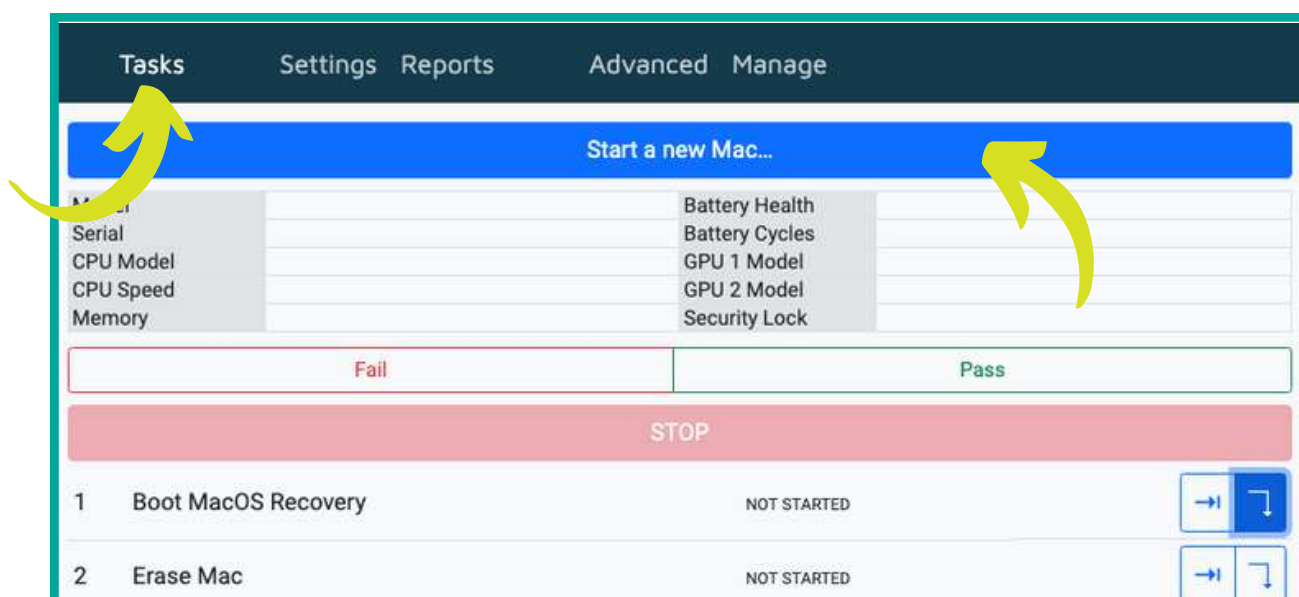 Tasks Settings Reports Advanced Manage
Start a new Mac...
Battery Health
Serial Battery Cycles
CPU Model GPU 1 Model
CPU Speed GPU 2 Model
Memory Security Lock
Fail Pass
STOP
1 Boot MacOS Recovery NOT STARTED
2 Erase Mac NOT STARTED